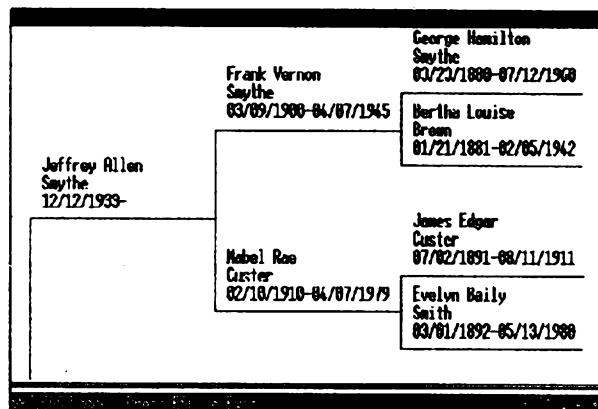 George Hamilton
Smythe
03/23/1880-07/12/1960
Frank Vernon
Smythe
03/09/1900-04/07/1945
Bertha Louise
Brown
01/21/1881-02/05/1942
Jeffrey Allen
Smythe
12/12/1933-
James Edgar
Custer
07/02/1891-08/11/1911
Mabel Rae
Custer
02/10/1910-04/07/1979
Evelyn Baily
Smith
03/01/1892-05/13/1980